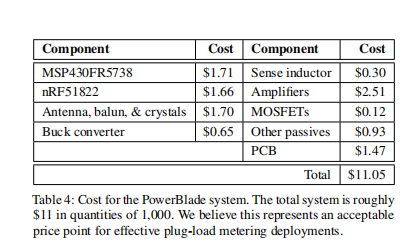 Component Cost Component Cost
MSP430FR5738 $1.71 Sense inductor $0.30
nRF51822 $1.66 Amplifiers $2.51
Antenna, balun, & crystals $1.70 MOSFETs $0.12
Buck converter $0.65 Other passives $0.93
PCB $1.47
Total $11.05
Table 4: Cost for the PowerBlade system. The total system is roughly
$11 in quantities of 1,000. We believe this represents an acceptable
price point for effective plug-load metering deployments.